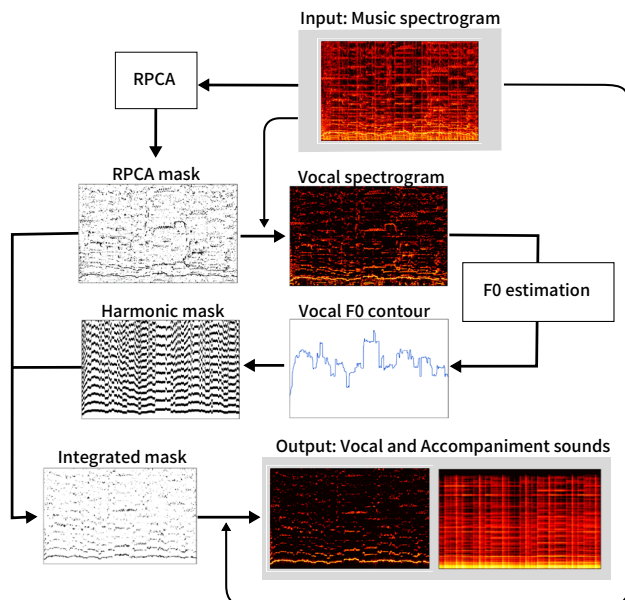 Input: Music spectrogram
RPCA
RPCA mask
Vocal spectrogram
F0 estimation
Harmonic mask
Vocal F0 contour
Integrated mask
Output: Vocal and Accompaniment sounds